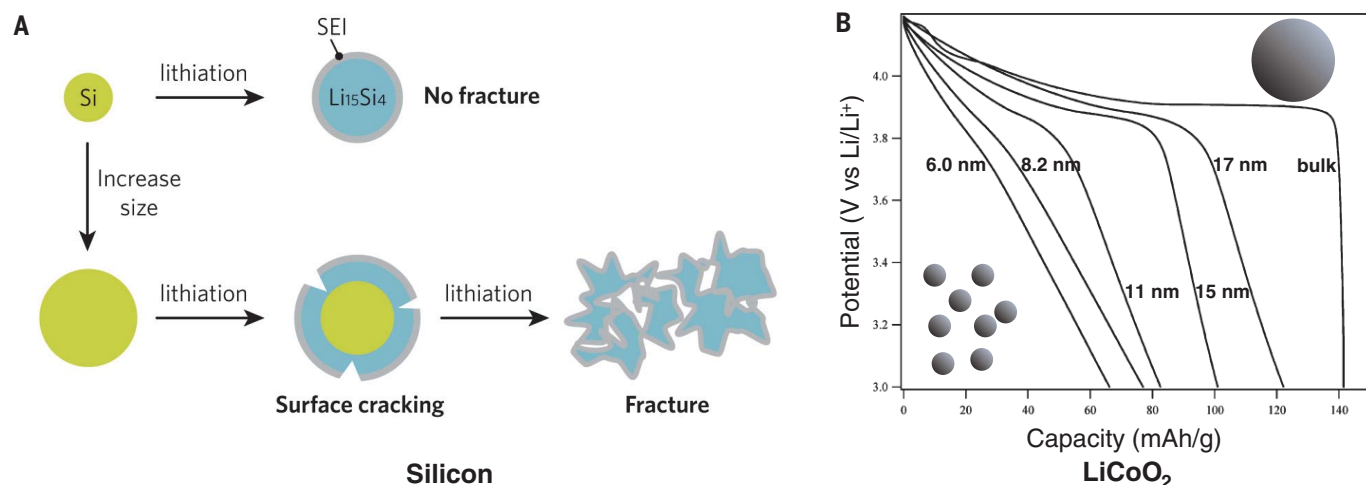 A
SEI
Si
lithiation
Li15Si4
No fracture
Increase
size
lithiation
lithiation
Surface cracking
Fracture
Silicon
B
Potential (V vs Li/Li⁺)
4.0
3.8
3.6
3.4
3.2
3.0
6.0 nm
8.2 nm
17 nm
bulk
11 nm
15 nm
0
20
40
60
80
100
120
140
Capacity (mAh/g)
LiCoO₂